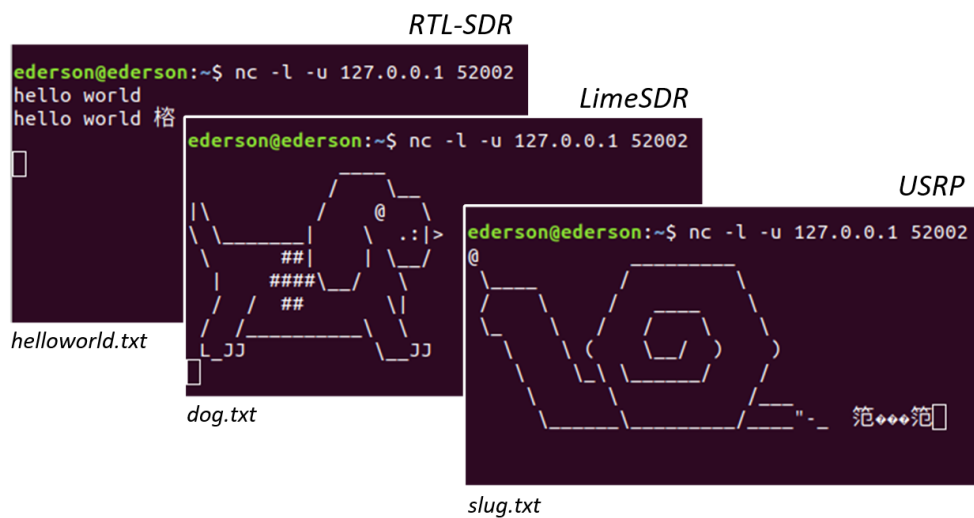 RTL-SDR
ederson@ederson:~$ nc -l -u 127.0.0.1 52002
hello world
hello world 榕
helloworld.txt
LimeSDR
ederson@ederson:~$ nc -l -u 127.0.0.1 52002
@
.:|>
##|
####
##
L_JJ
\__JJ
dog.txt
USRP
ederson@ederson:~$ nc -l -u 127.0.0.1 52002
@
"-_ 笵���笵
slug.txt